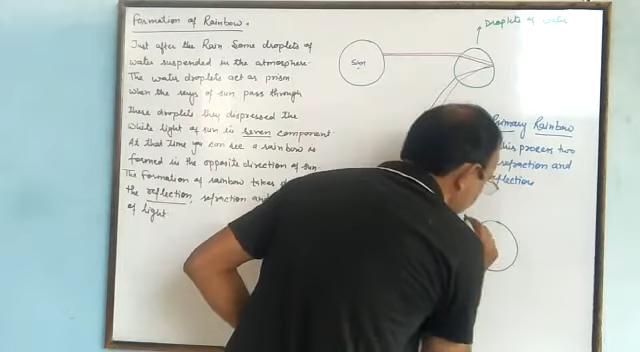 Formation of Rainbow.
Just after the Rain Some droplets of
water suspended in the atmosphere.
The water droplets act as prism
when the rays of sun pass through
these droplets they dispressed the
white light of sun is seven component
At that time you can see a rainbow is
formed in the opposite direction of sun.
The formation of rainbow takes
the reflection, refraction and
of light.
Sun
Droplets of water
Primary Rainbow
this process two
refraction and